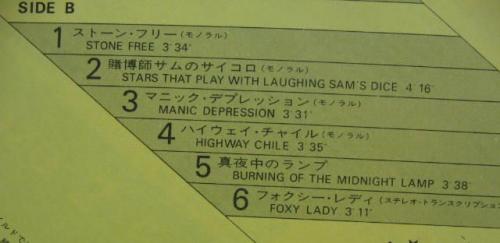 SIDE B
1 ストーン・フリー(モノラル)
STONE FREE 3′34″
2 賭博師サムのサイコロ(モノラル)
STARS THAT PLAY WITH LAUGHING SAM'S DICE 4′16″
3 マニック・デプレッション(モノラル)
MANIC DEPRESSION 3′31″
4 ハイウェイ・チャイル(モノラル)
HIGHWAY CHILE 3′35″
5 真夜中のランプ
BURNING OF THE MIDNIGHT LAMP 3′38″
6 フォクシー・レディ(ステレオ・トランスクリプション
FOXY LADY 3′11″